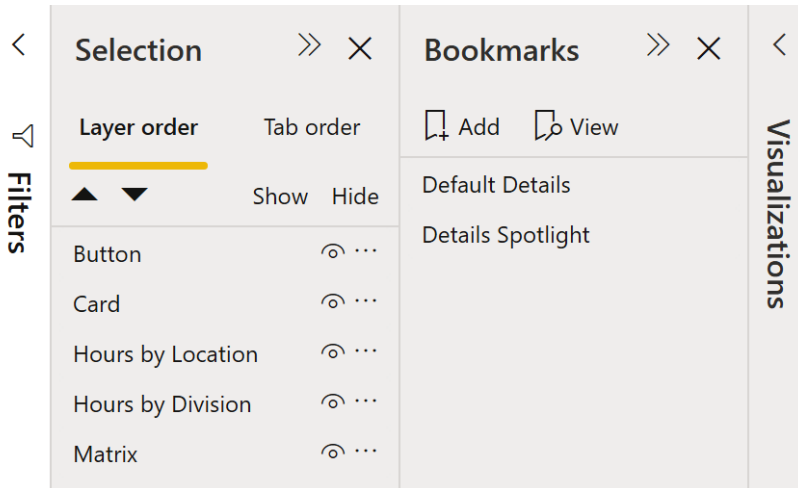 Filters
Selection
Layer order
Tab order
Show
Hide
Button
Card
Hours by Location
Hours by Division
Matrix
Bookmarks
Add
View
Default Details
Details Spotlight
Visualizations